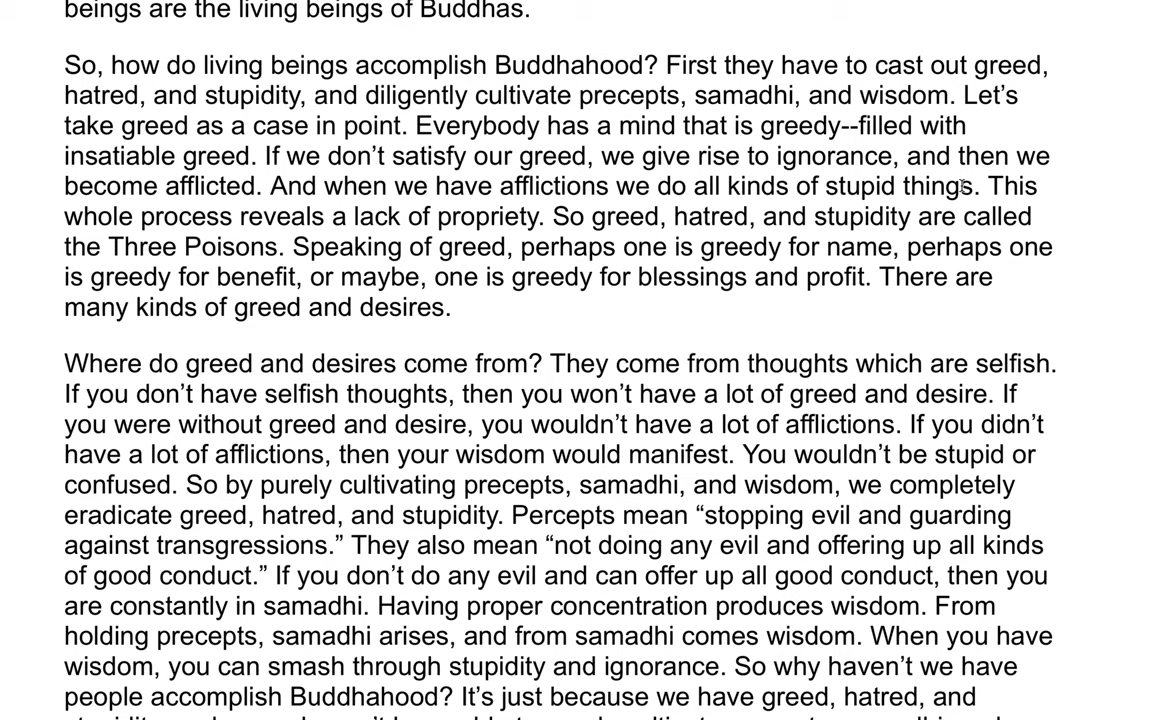 beings are the living beings of Buddhas.
So, how do living beings accomplish Buddhahood? First they have to cast out greed,
hatred, and stupidity, and diligently cultivate precepts, samadhi, and wisdom. Let’s
take greed as a case in point. Everybody has a mind that is greedy--filled with
insatiable greed. If we don’t satisfy our greed, we give rise to ignorance, and then we
become afflicted. And when we have afflictions we do all kinds of stupid things. This
whole process reveals a lack of propriety. So greed, hatred, and stupidity are called
the Three Poisons. Speaking of greed, perhaps one is greedy for name, perhaps one
is greedy for benefit, or maybe, one is greedy for blessings and profit. There are
many kinds of greed and desires.
Where do greed and desires come from? They come from thoughts which are selfish.
If you don’t have selfish thoughts, then you won’t have a lot of greed and desire. If
you were without greed and desire, you wouldn’t have a lot of afflictions. If you didn’t
have a lot of afflictions, then your wisdom would manifest. You wouldn’t be stupid or
confused. So by purely cultivating precepts, samadhi, and wisdom, we completely
eradicate greed, hatred, and stupidity. Percepts mean “stopping evil and guarding
against transgressions.” They also mean “not doing any evil and offering up all kinds
of good conduct.” If you don’t do any evil and can offer up all good conduct, then you
are constantly in samadhi. Having proper concentration produces wisdom. From
holding precepts, samadhi arises, and from samadhi comes wisdom. When you have
wisdom, you can smash through stupidity and ignorance. So why haven’t we have
people accomplish Buddhahood? It’s just because we have greed, hatred, and